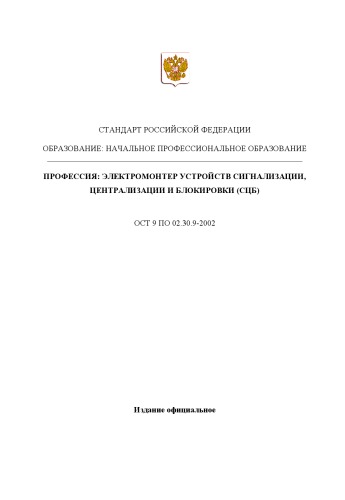 СТАНДАРТ РОССИЙСКОЙ ФЕДЕРАЦИИ
ОБРАЗОВАНИЕ: НАЧАЛЬНОЕ ПРОФЕССИОНАЛЬНОЕ ОБРАЗОВАНИЕ
ПРОФЕССИЯ: ЭЛЕКТРОМОНТЕР УСТРОЙСТВ СИГНАЛИЗАЦИИ,
ЦЕНТРАЛИЗАЦИИ И БЛОКИРОВКИ (СЦБ)
ОСТ 9 ПО 02.30.9-2002
Издание официальное